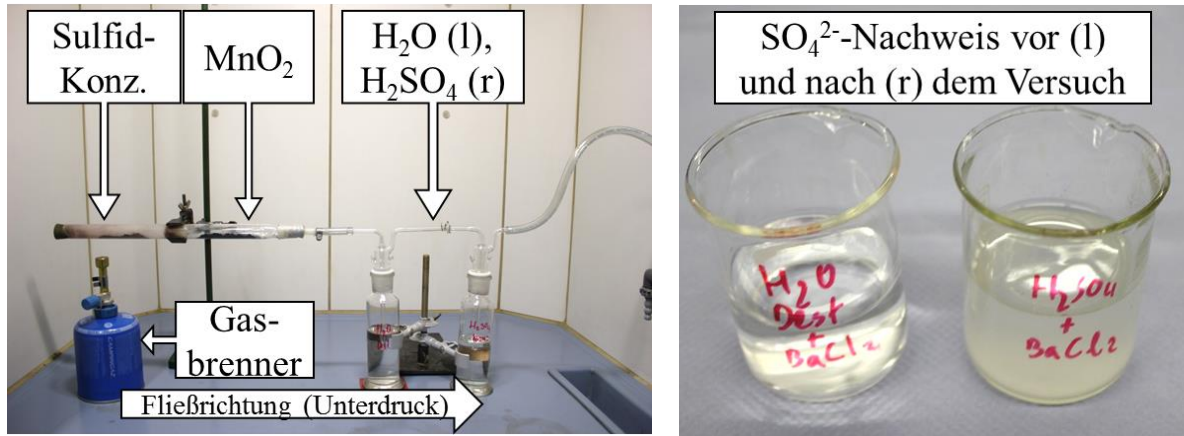 Sulfid-
Konz.
MnO₂
H₂O (l),
H₂SO₄ (r)
Gas-
brenner
Fließrichtung (Unterdruck)
SO₄²⁻-Nachweis vor (l)
und nach (r) dem Versuch
H₂O
Dest
+
BaCl₂
H₂SO₄
+
BaCl₂